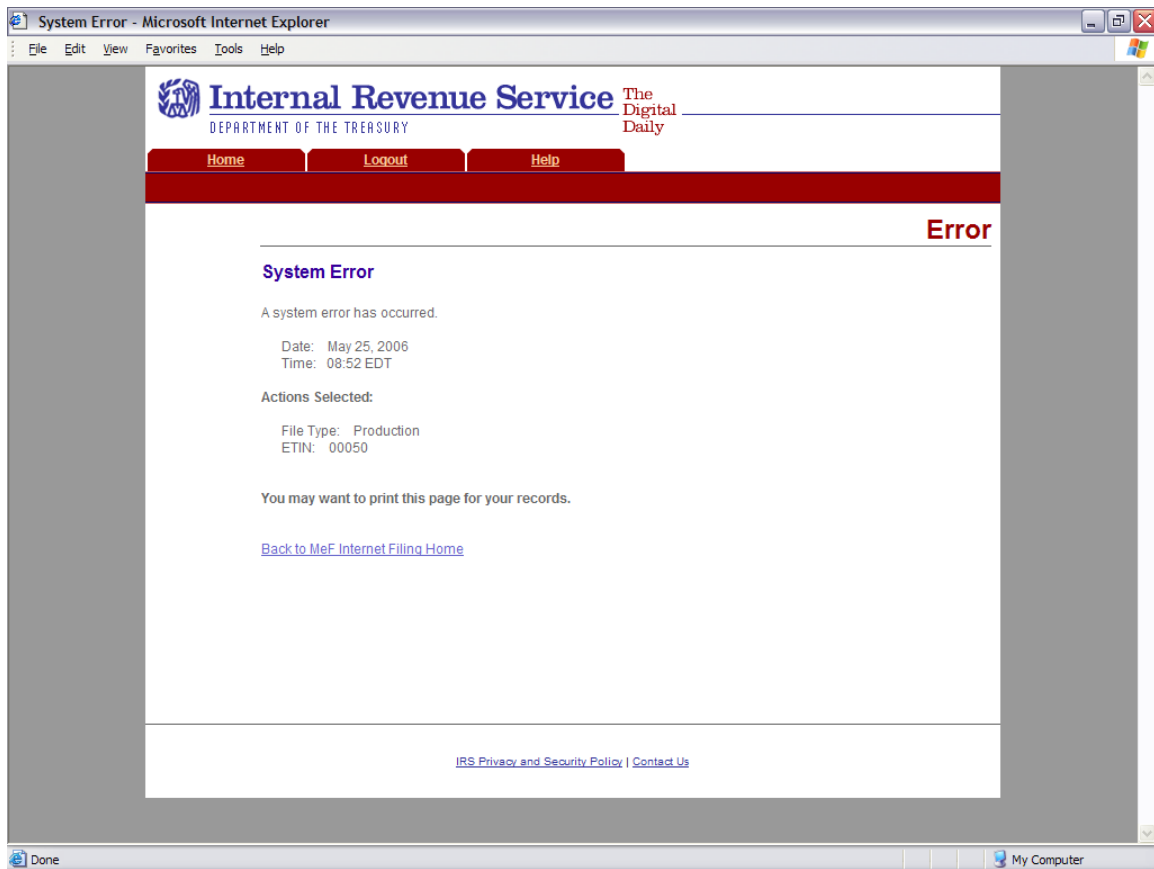 System Error - Microsoft Internet Explorer
File Edit View Favorites Tools Help
Internal Revenue Service
DEPARTMENT OF THE TREASURY
The
Digital
Daily
Home Logout Help
Error
System Error
A system error has occurred.
Date: May 25, 2006
Time: 08:52 EDT
Actions Selected:
File Type: Production
ETIN: 00050
You may want to print this page for your records.
Back to MeF Internet Filing Home
IRS Privacy and Security Policy | Contact Us
Done My Computer